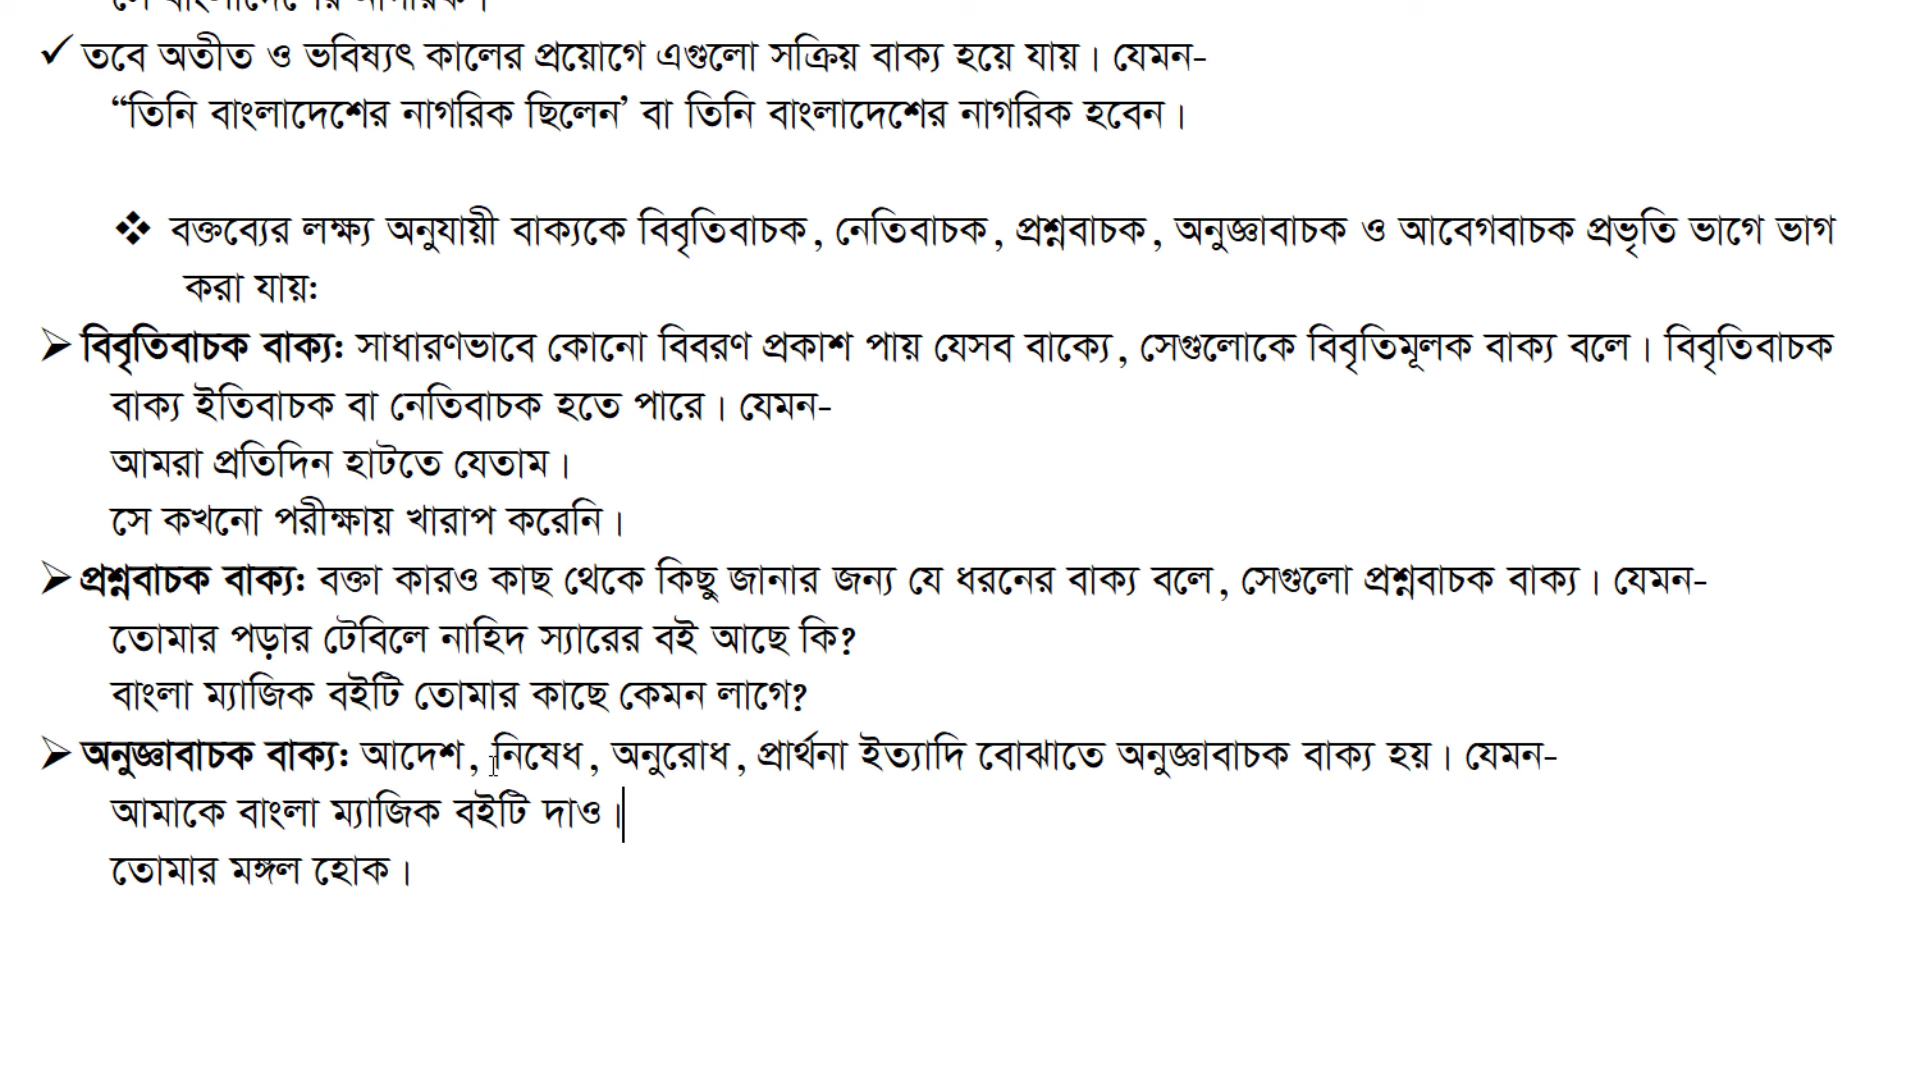 সে বাংলাদেশের নাগরিক।
✓ তবে অতীত ও ভবিষ্যৎ কালের প্রয়োগে এগুলো সক্রিয় বাক্য হয়ে যায়। যেমন-
“তিনি বাংলাদেশের নাগরিক ছিলেন’ বা তিনি বাংলাদেশের নাগরিক হবেন।
❖ বক্তব্যের লক্ষ্য অনুযায়ী বাক্যকে বিবৃতিবাচক, নেতিবাচক, প্রশ্নবাচক, অনুজ্ঞাবাচক ও আবেগবাচক প্রভৃতি ভাগে ভাগ
করা যায়:
➢ বিবৃতিবাচক বাক্য: সাধারণভাবে কোনো বিবরণ প্রকাশ পায় যেসব বাক্যে, সেগুলোকে বিবৃতিমূলক বাক্য বলে। বিবৃতিবাচক
বাক্য ইতিবাচক বা নেতিবাচক হতে পারে। যেমন-
আমরা প্রতিদিন হাটতে যেতাম।
সে কখনো পরীক্ষায় খারাপ করেনি।
➢ প্রশ্নবাচক বাক্য: বক্তা কারও কাছ থেকে কিছু জানার জন্য যে ধরনের বাক্য বলে, সেগুলো প্রশ্নবাচক বাক্য। যেমন-
তোমার পড়ার টেবিলে নাহিদ স্যারের বই আছে কি?
বাংলা ম্যাজিক বইটি তোমার কাছে কেমন লাগে?
➢ অনুজ্ঞাবাচক বাক্য: আদেশ, নিষেধ, অনুরোধ, প্রার্থনা ইত্যাদি বোঝাতে অনুজ্ঞাবাচক বাক্য হয়। যেমন-
আমাকে বাংলা ম্যাজিক বইটি দাও।
তোমার মঙ্গল হোক।